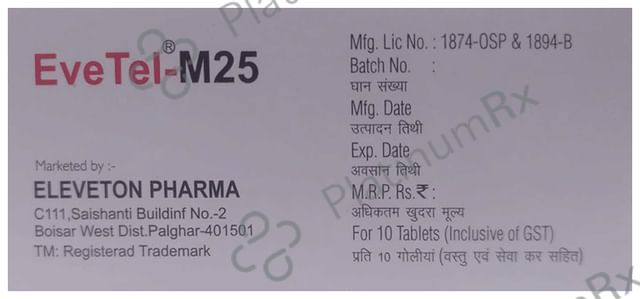 EveTel®-M25
Marketed by :-
ELEVETON PHARMA
C111,Saishanti Buildinf No.-2
Boisar West Dist.Palghar-401501
TM: Registerad Trademark
Mfg. Lic No. : 1874-OSP & 1894-B
Batch No. :
घान संख्या
Mfg. Date
उत्पादन तिथी
Exp. Date
अवसान तिथी
M.R.P. Rs.₹ :
अधिकतम खुदरा मूल्य
For 10 Tablets (Inclusive of GST)
प्रति 10 गोलीयां (वस्तु एवं सेवा कर सहित)
PlatinumRx
PlatinumRx